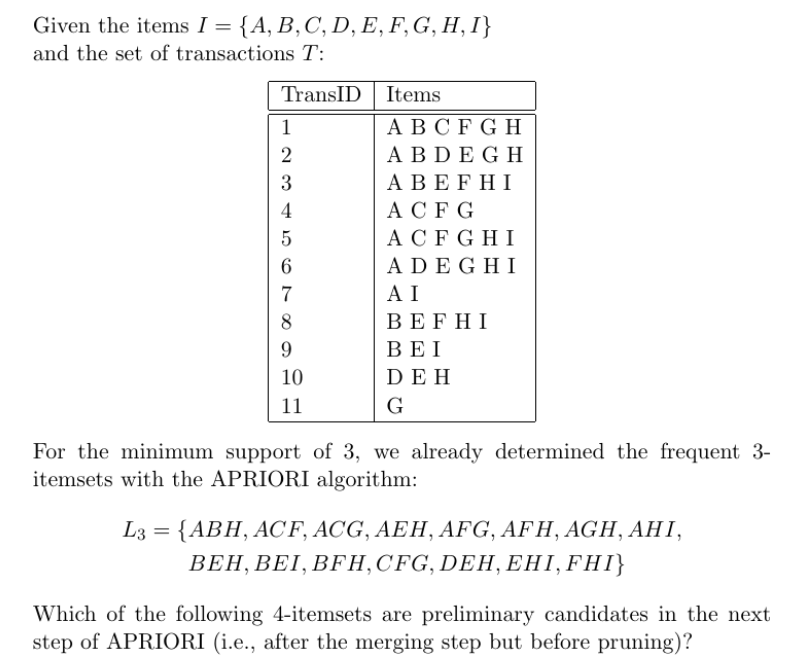 Given the items I = {A, B, C, D, E, F, G, H, I}
and the set of transactions T:
TransID Items
1 A B C F G H
2 A B D E G H
3 A B E F H I
4 A C F G
5 A C F G H I
6 A D E G H I
7 A I
8 B E F H I
9 B E I
10 D E H
11 G
For the minimum support of 3, we already determined the frequent 3-
itemsets with the APRIORI algorithm:
L₃ = {ABH, ACF, ACG, AEH, AFG, AFH, AGH, AHI,
BEH, BEI, BFH, CFG, DEH, EHI, FHI}
Which of the following 4-itemsets are preliminary candidates in the next
step of APRIORI (i.e., after the merging step but before pruning)?